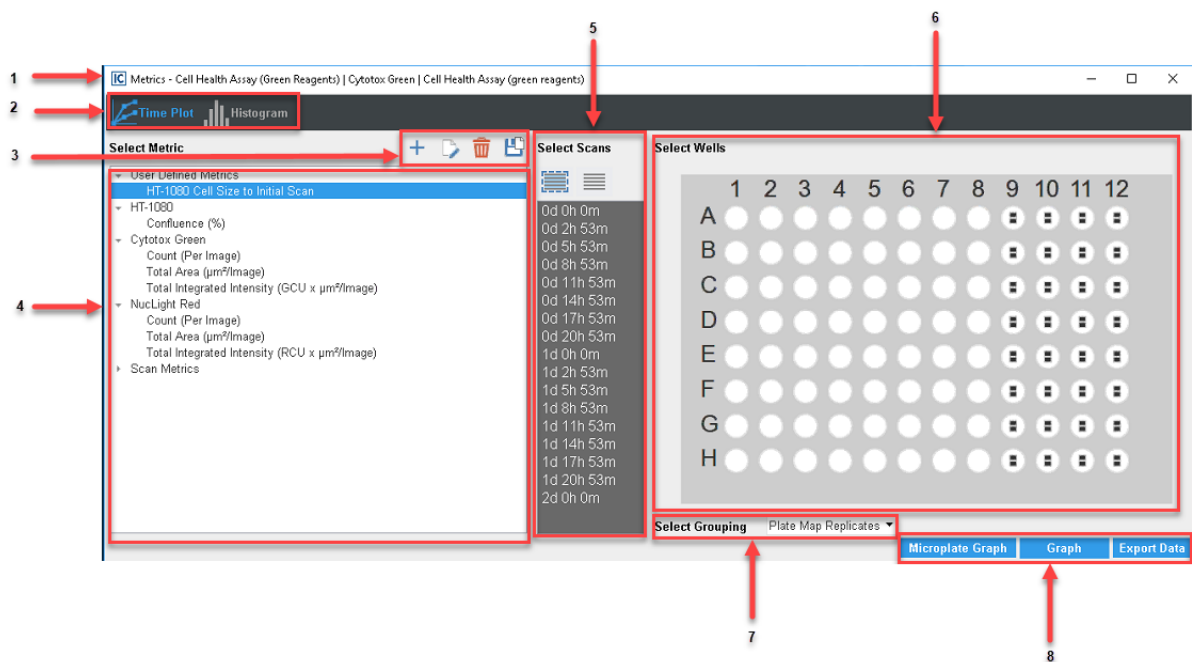 5
6
1
IC Metrics - Cell Health Assay (Green Reagents) | Cytotox Green | Cell Health Assay (green reagents)
2
Time Plot Histogram
3
Select Metric
User Defined Metrics
HT-1080 Cell Size to Initial Scan
HT-1080
Confluence (%)
Cytotox Green
Count (Per Image)
Total Area (µm²/Image)
Total Integrated Intensity (GCU x µm²/Image)
4
NucLight Red
Count (Per Image)
Total Area (µm²/Image)
Total Integrated Intensity (RCU x µm²/Image)
Scan Metrics
Select Scans
0d 0h 0m
0d 2h 53m
0d 5h 53m
0d 8h 53m
0d 11h 53m
0d 14h 53m
0d 17h 53m
0d 20h 53m
1d 0h 0m
1d 2h 53m
1d 5h 53m
1d 8h 53m
1d 11h 53m
1d 14h 53m
1d 17h 53m
1d 20h 53m
2d 0h 0m
Select Wells
1 2 3 4 5 6 7 8 9 10 11 12
A
B
C
D
E
F
G
H
Select Grouping Plate Map Replicates
Microplate Graph Graph Export Data
7
8